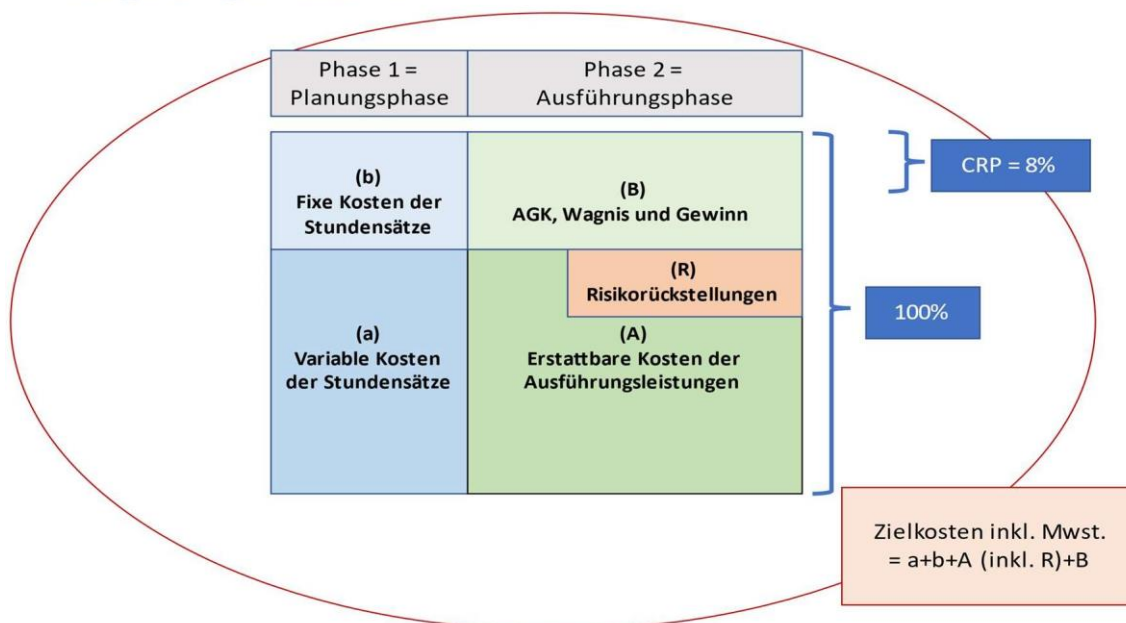 Phase 1 =
Planungsphase
Phase 2 =
Ausführungsphase
CRP = 8%
(b)
Fixe Kosten der
Stundensätze
(B)
AGK, Wagnis und Gewinn
(R)
Risikorückstellungen
100%
(a)
Variable Kosten
der Stundensätze
(A)
Erstattbare Kosten der
Ausführungsleistungen
Zielkosten inkl. Mwst.
= a+b+A (inkl. R)+B